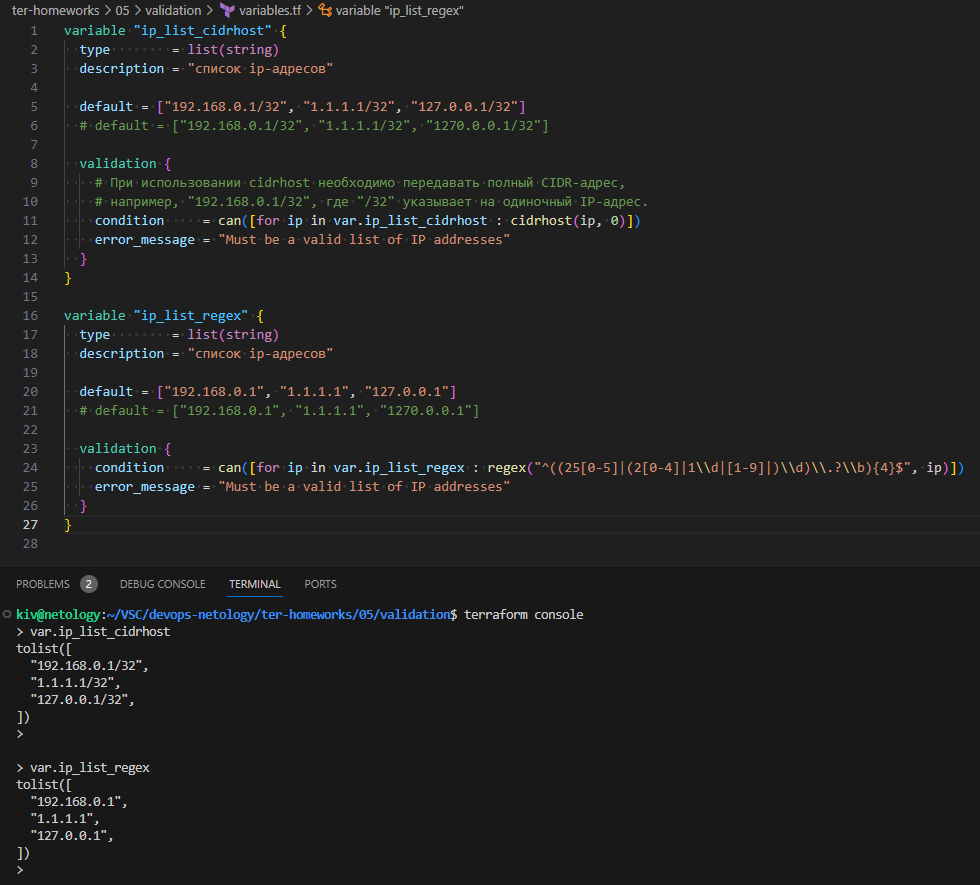 ter-homeworks > 05 > validation > variables.tf > variable "ip_list_regex"
1 variable "ip_list_cidrhost" {
2   type        = list(string)
3   description = "список ip-адресов"
4
5   default = ["192.168.0.1/32", "1.1.1.1/32", "127.0.0.1/32"]
6   # default = ["192.168.0.1/32", "1.1.1.1/32", "1270.0.0.1/32"]
7
8   validation {
9     # При использовании cidrhost необходимо передавать полный CIDR-адрес,
10     # например, "192.168.0.1/32", где "/32" указывает на одиночный IP-адрес.
11     condition     = can([for ip in var.ip_list_cidrhost : cidrhost(ip, 0)])
12     error_message = "Must be a valid list of IP addresses"
13   }
14 }
15
16 variable "ip_list_regex" {
17   type        = list(string)
18   description = "список ip-адресов"
19
20   default = ["192.168.0.1", "1.1.1.1", "127.0.0.1"]
21   # default = ["192.168.0.1", "1.1.1.1", "1270.0.0.1"]
22
23   validation {
24     condition     = can([for ip in var.ip_list_regex : regex("^((25[0-5]|(2[0-4]|1\\d|[1-9]|)\\d)\\.?\\b){4}$", ip)])
25     error_message = "Must be a valid list of IP addresses"
26   }
27 }
28
PROBLEMS 2 DEBUG CONSOLE TERMINAL PORTS
kiv@netology:~/VSC/devops-netology/ter-homeworks/05/validation$ terraform console
> var.ip_list_cidrhost
tolist([
  "192.168.0.1/32",
  "1.1.1.1/32",
  "127.0.0.1/32",
])
>
> var.ip_list_regex
tolist([
  "192.168.0.1",
  "1.1.1.1",
  "127.0.0.1",
])
>